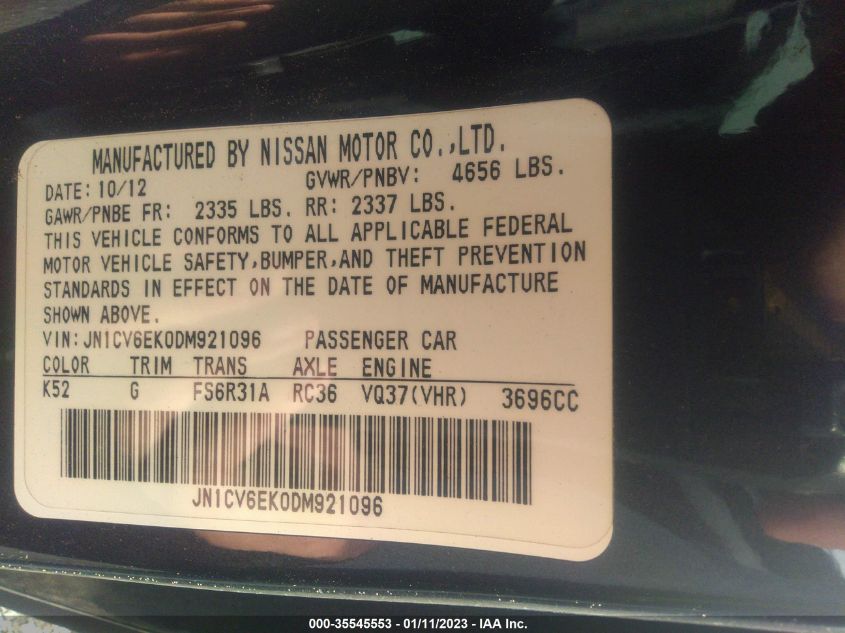 MANUFACTURED BY NISSAN MOTOR CO.,LTD.
DATE: 10/12 GVWR/PNBV: 4656 LBS.
GAWR/PNBE FR: 2335 LBS. RR: 2337 LBS.
THIS VEHICLE CONFORMS TO ALL APPLICABLE FEDERAL
MOTOR VEHICLE SAFETY,BUMPER,AND THEFT PREVENTION
STANDARDS IN EFFECT ON THE DATE OF MANUFACTURE
SHOWN ABOVE.
VIN:JN1CV6EK0DM921096 PASSENGER CAR
COLOR TRIM TRANS AXLE ENGINE
K52 G FS6R31A RC36 VQ37(VHR) 3696CC
JN1CV6EK0DM921096
000-35545553 - 01/11/2023 - IAA Inc.